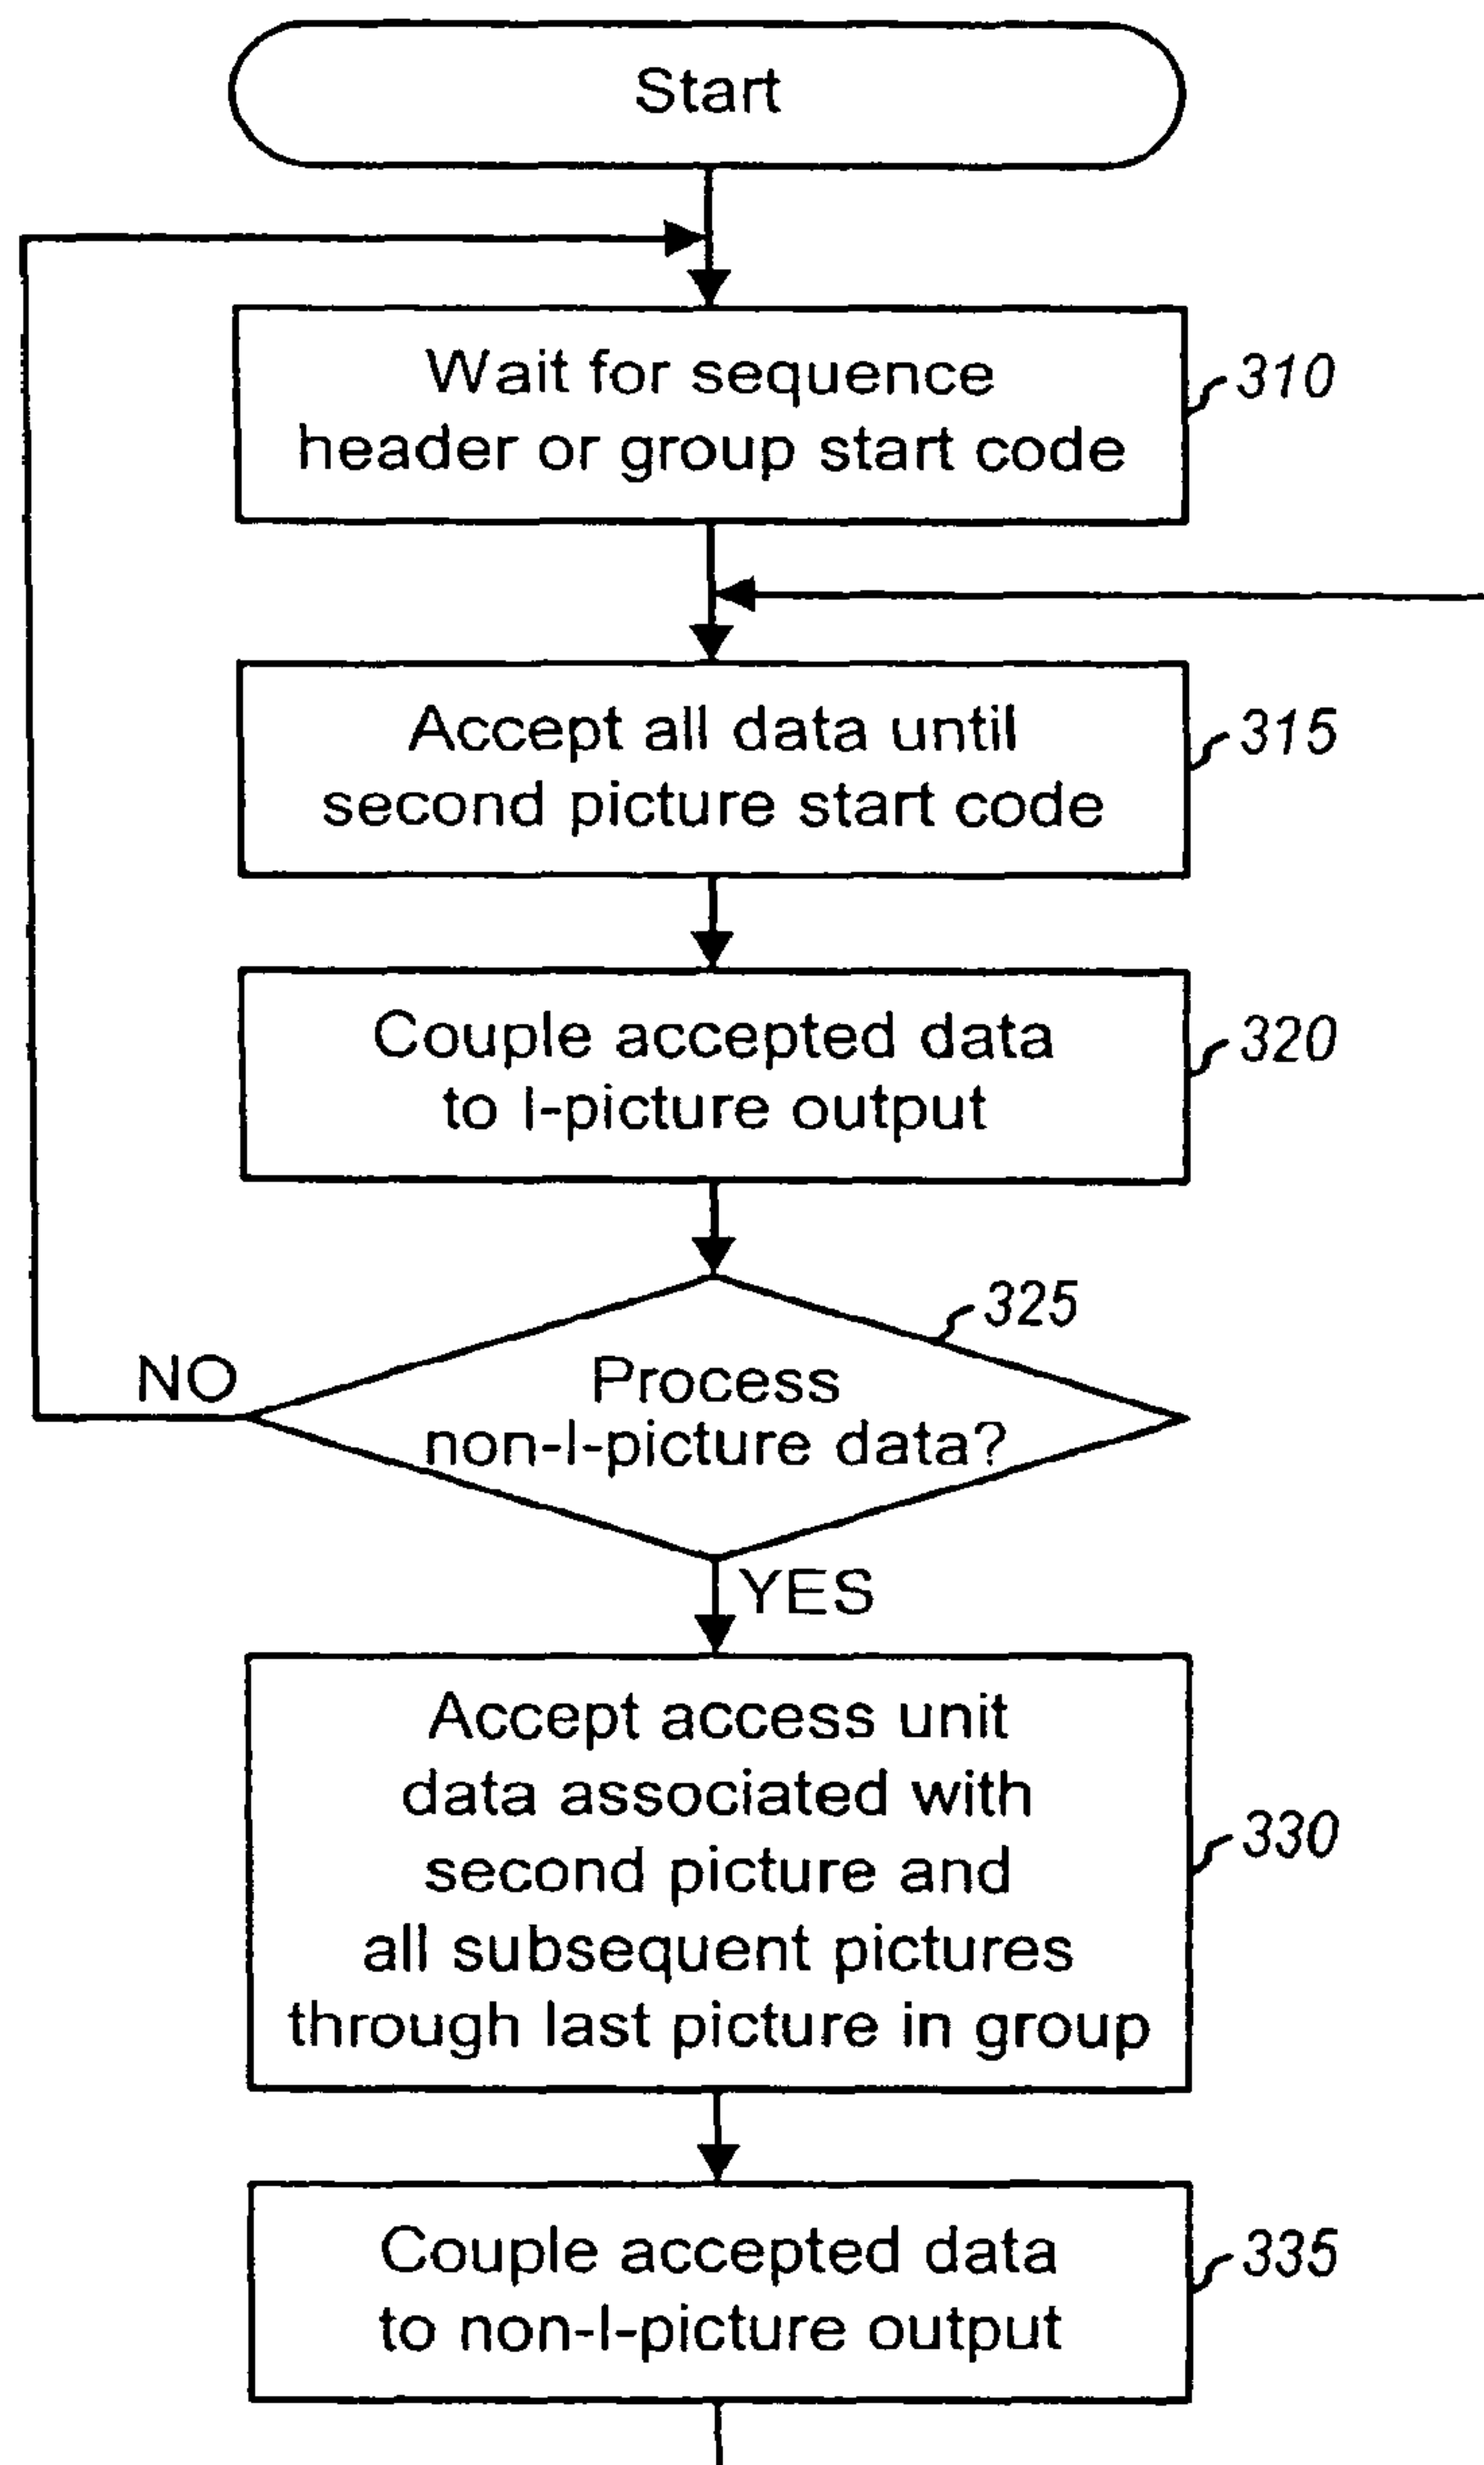 Start
Wait for sequence
header or group start code
310
Accept all data until
second picture start code
315
Couple accepted data
to I-picture output
320
325
Process
non-I-picture data?
NO
YES
Accept access unit
data associated with
second picture and
all subsequent pictures
through last picture in group
330
Couple accepted data
to non-I-picture output
335